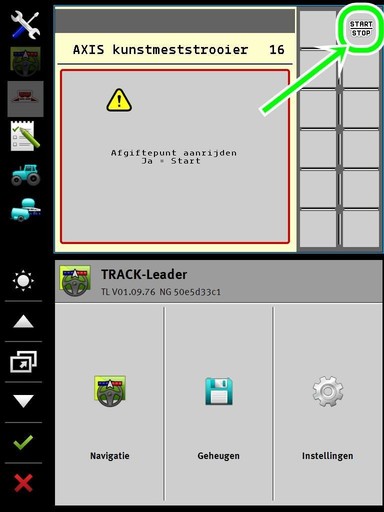 START
STOP
AXIS kunstmeststrooier 16
Afgiftepunt aanrijden
Ja = Start
TRACK-Leader
TL V01.09.76 NG 50e5d33c1
Navigatie Geheugen Instellingen